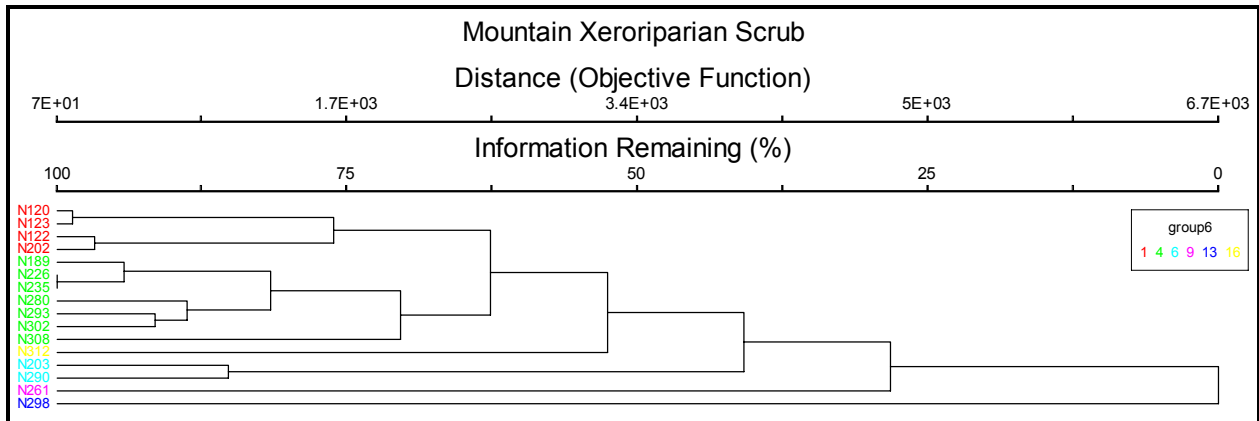 Mountain Xeroriparian Scrub
Distance (Objective Function)
7E+01 1.7E+03 3.4E+03 5E+03 6.7E+03
Information Remaining (%)
100 75 50 25 0
N120
N123
N122
N202
N189
N226
N235
N280
N293
N302
N308
N312
N203
N290
N261
N298
group6
1 4 6 9 13 16